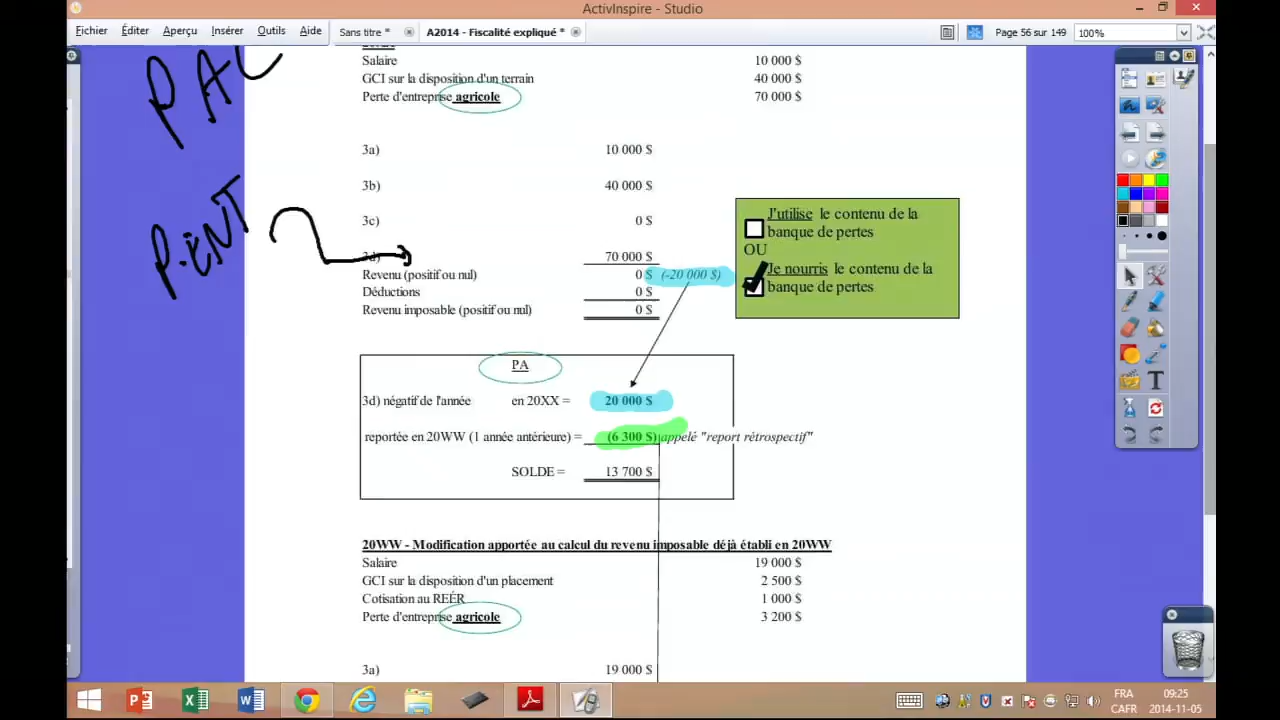 ActivInspire - Studio
Fichier Éditer Aperçu Insérer Outils Aide
Sans titre * A2014 - Fiscalité expliqué * Page 56 sur 149 100%
PAC
Salaire 10 000 $
GCI sur la disposition d'un terrain 40 000 $
Perte d'entreprise agricole 70 000 $
3a) 10 000 $
3b) 40 000 $
3c) 0 $
P.ENT
3d) 70 000 $
Revenu (positif ou nul) 0 $ (-20 000 $)
Déductions 0 $
Revenu imposable (positif ou nul) 0 $
J'utilise le contenu de la
banque de pertes
OU
Je nourris le contenu de la
banque de pertes
PA
3d) négatif de l'année en 20XX = 20 000 $
reportée en 20WW (1 année antérieure) = (6 300 $) appelé "report rétrospectif"
SOLDE = 13 700 $
20WW - Modification apportée au calcul du revenu imposable déjà établi en 20WW
Salaire 19 000 $
GCI sur la disposition d'un placement 2 500 $
Cotisation au REÉR 1 000 $
Perte d'entreprise agricole 3 200 $
3a) 19 000 $
FRA 09:25
CAFR 2014-11-05